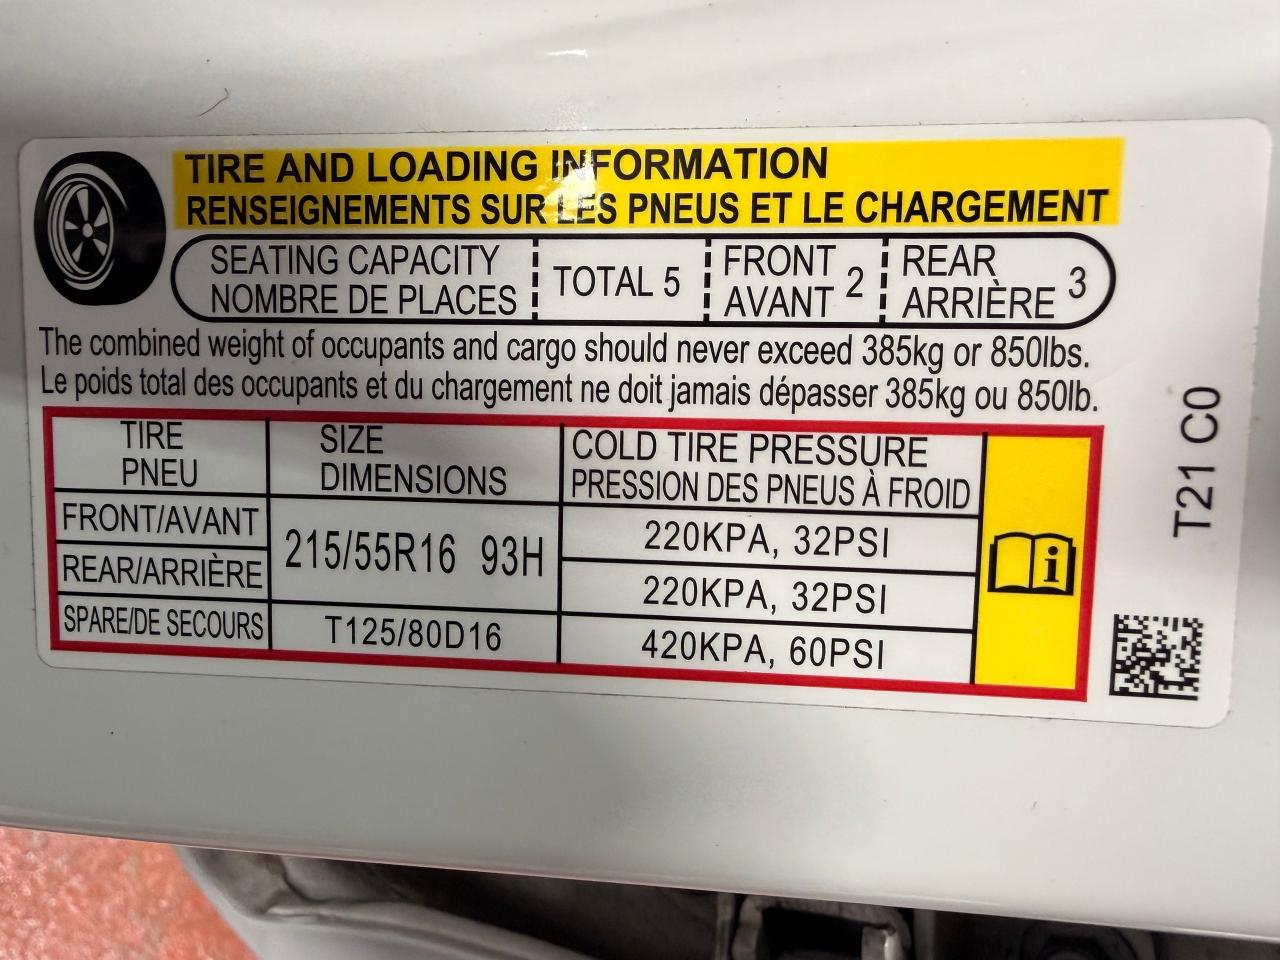 TIRE AND LOADING INFORMATION
RENSEIGNEMENTS SUR LES PNEUS ET LE CHARGEMENT
SEATING CAPACITY
NOMBRE DE PLACES
TOTAL 5
FRONT
AVANT 2
REAR
ARRIÈRE 3
The combined weight of occupants and cargo should never exceed 385kg or 850lbs.
Le poids total des occupants et du chargement ne doit jamais dépasser 385kg ou 850lb.
TIRE
PNEU
SIZE
DIMENSIONS
COLD TIRE PRESSURE
PRESSION DES PNEUS À FROID
FRONT/AVANT
215/55R16 93H
220KPA, 32PSI
REAR/ARRIÈRE
220KPA, 32PSI
SPARE/DE SECOURS
T125/80D16
420KPA, 60PSI
T21 C0